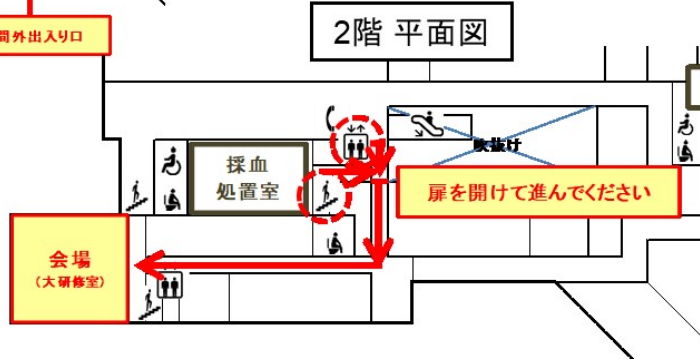 間外出入り口
2階 平面図
吹抜け
採血
処置室
扉を開けて進んでください
会場
(大研修室)